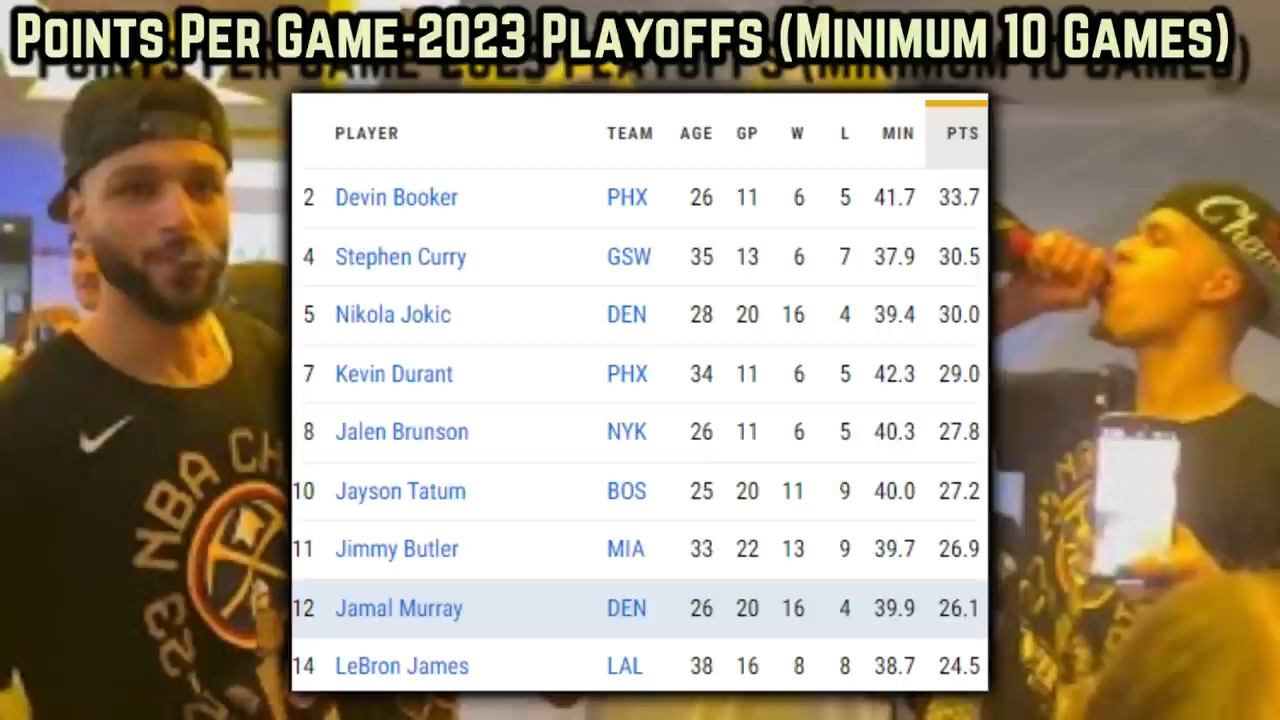 Points Per Game-2023 Playoffs (Minimum 10 Games)
PLAYER TEAM AGE GP W L MIN PTS
2 Devin Booker PHX 26 11 6 5 41.7 33.7
4 Stephen Curry GSW 35 13 6 7 37.9 30.5
5 Nikola Jokic DEN 28 20 16 4 39.4 30.0
7 Kevin Durant PHX 34 11 6 5 42.3 29.0
8 Jalen Brunson NYK 26 11 6 5 40.3 27.8
10 Jayson Tatum BOS 25 20 11 9 40.0 27.2
11 Jimmy Butler MIA 33 22 13 9 39.7 26.9
12 Jamal Murray DEN 26 20 16 4 39.9 26.1
14 LeBron James LAL 38 16 8 8 38.7 24.5
NBA CH
23
Cham